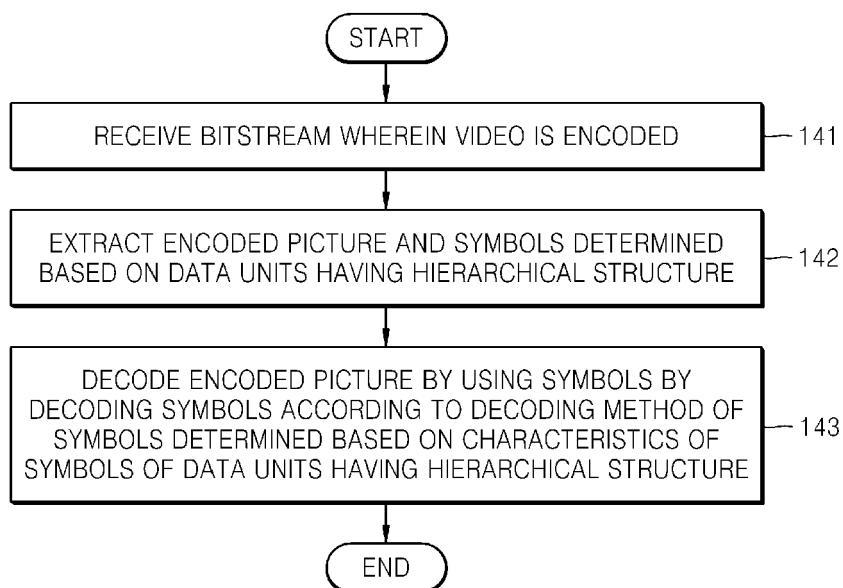 START
RECEIVE BITSTREAM WHEREIN VIDEO IS ENCODED
141
EXTRACT ENCODED PICTURE AND SYMBOLS DETERMINED
BASED ON DATA UNITS HAVING HIERARCHICAL STRUCTURE
142
DECODE ENCODED PICTURE BY USING SYMBOLS BY
DECODING SYMBOLS ACCORDING TO DECODING METHOD OF
SYMBOLS DETERMINED BASED ON CHARACTERISTICS OF
SYMBOLS OF DATA UNITS HAVING HIERARCHICAL STRUCTURE
143
END